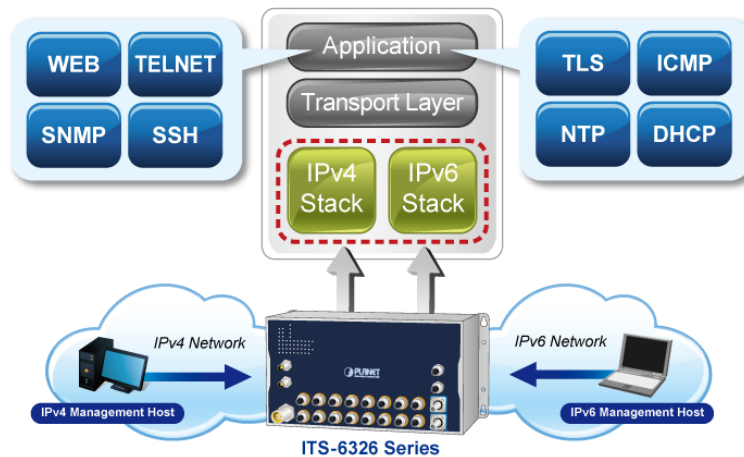 WEB
TELNET
SNMP
SSH
Application
Transport Layer
IPv4
Stack
IPv6
Stack
TLS
ICMP
NTP
DHCP
IPv4 Network
IPv4 Management Host
PLANET
IPv6 Network
IPv6 Management Host
ITS-6326 Series